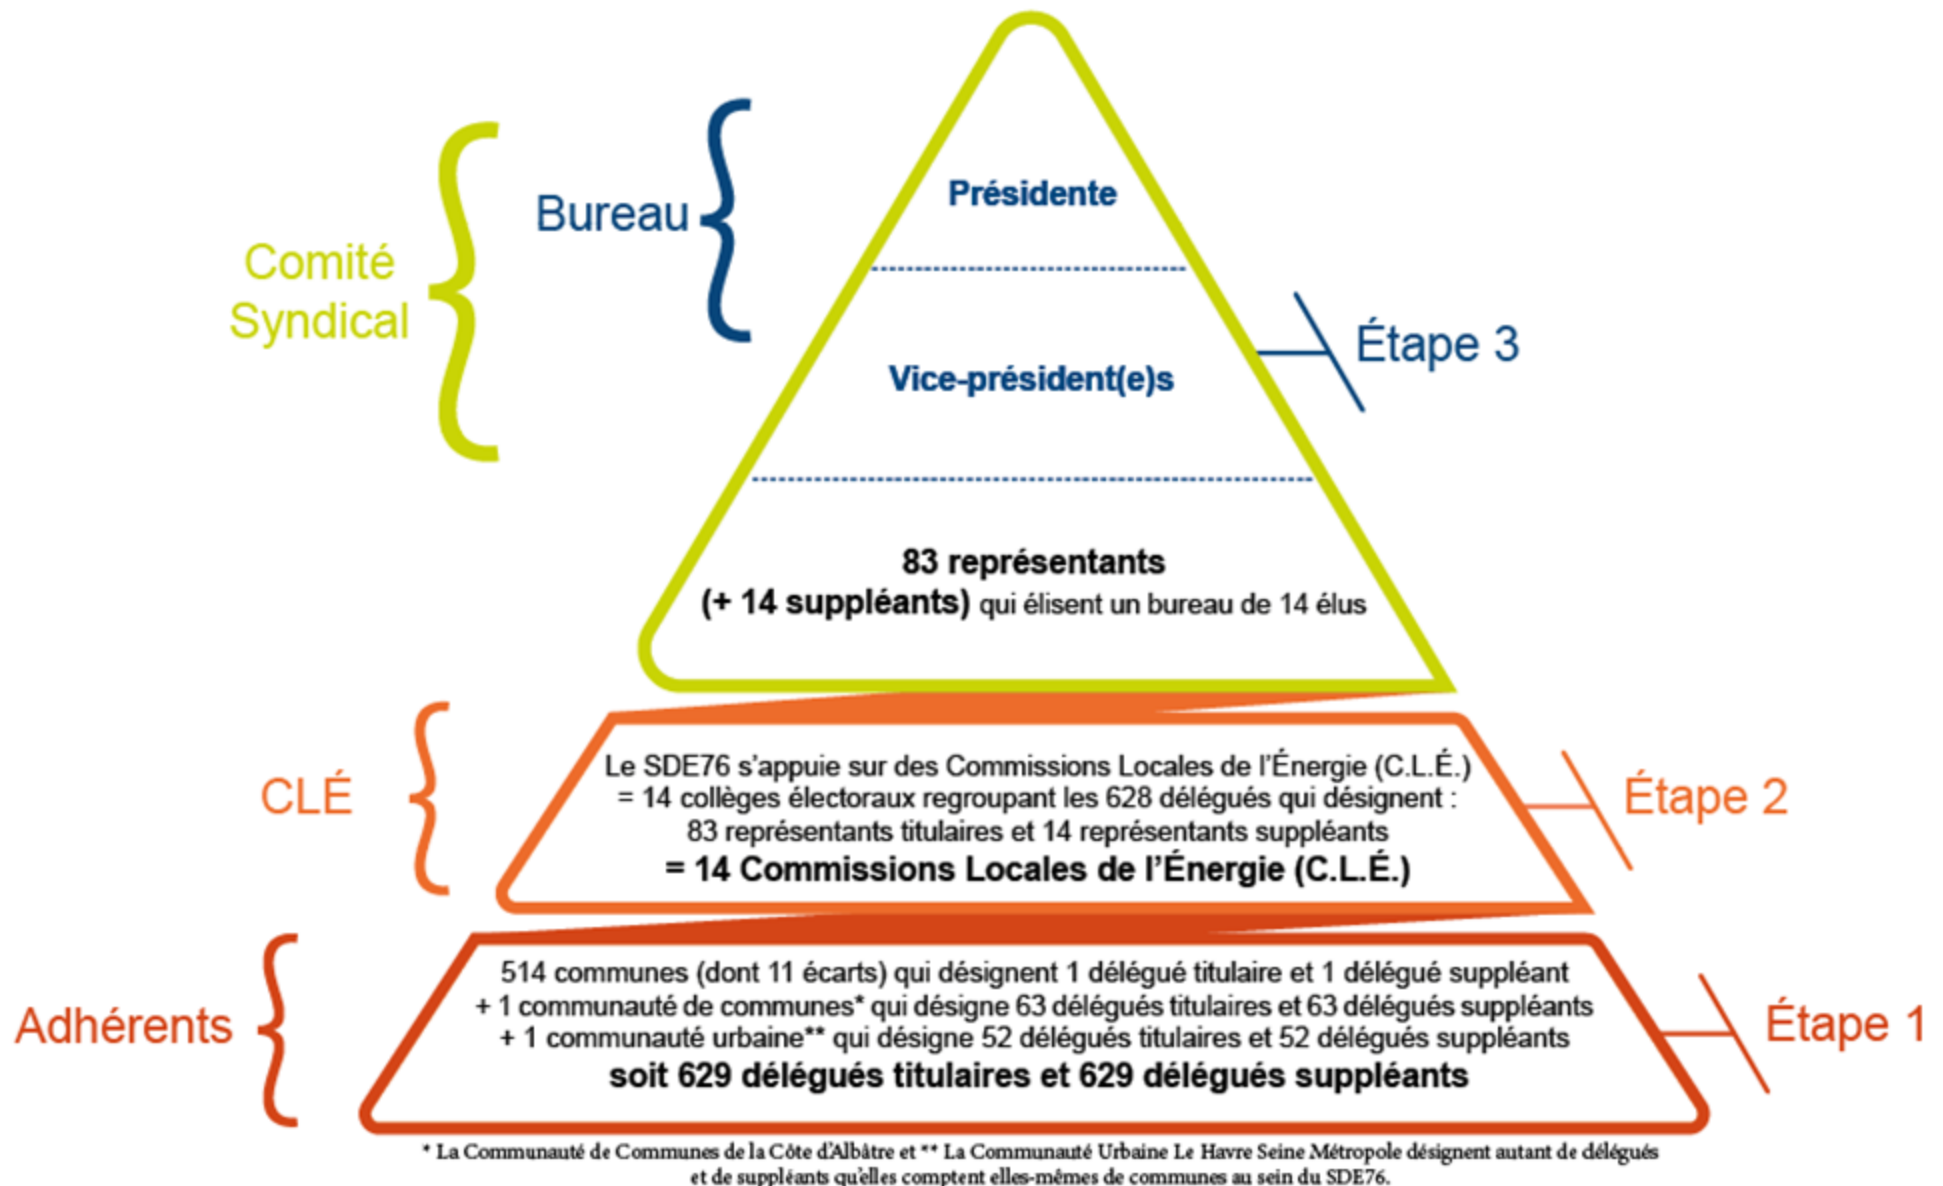 Présidente
Bureau
Comité
Syndical
Étape 3
Vice-président(e)s
83 représentants
(+ 14 suppléants) qui élisent un bureau de 14 élus
CLÉ
Le SDE76 s'appuie sur des Commissions Locales de l'Énergie (C.L.É.)
= 14 collèges électoraux regroupant les 628 délégués qui désignent :
83 représentants titulaires et 14 représentants suppléants
= 14 Commissions Locales de l'Énergie (C.L.É.)
Étape 2
Adhérents
514 communes (dont 11 écarts) qui désignent 1 délégué titulaire et 1 délégué suppléant
+ 1 communauté de communes* qui désigne 63 délégués titulaires et 63 délégués suppléants
+ 1 communauté urbaine** qui désigne 52 délégués titulaires et 52 délégués suppléants
soit 629 délégués titulaires et 629 délégués suppléants
Étape 1
* La Communauté de Communes de la Côte d'Albâtre et ** La Communauté Urbaine Le Havre Seine Métropole désignent autant de délégués
et de suppléants qu'elles comptent elles-mêmes de communes au sein du SDE76.